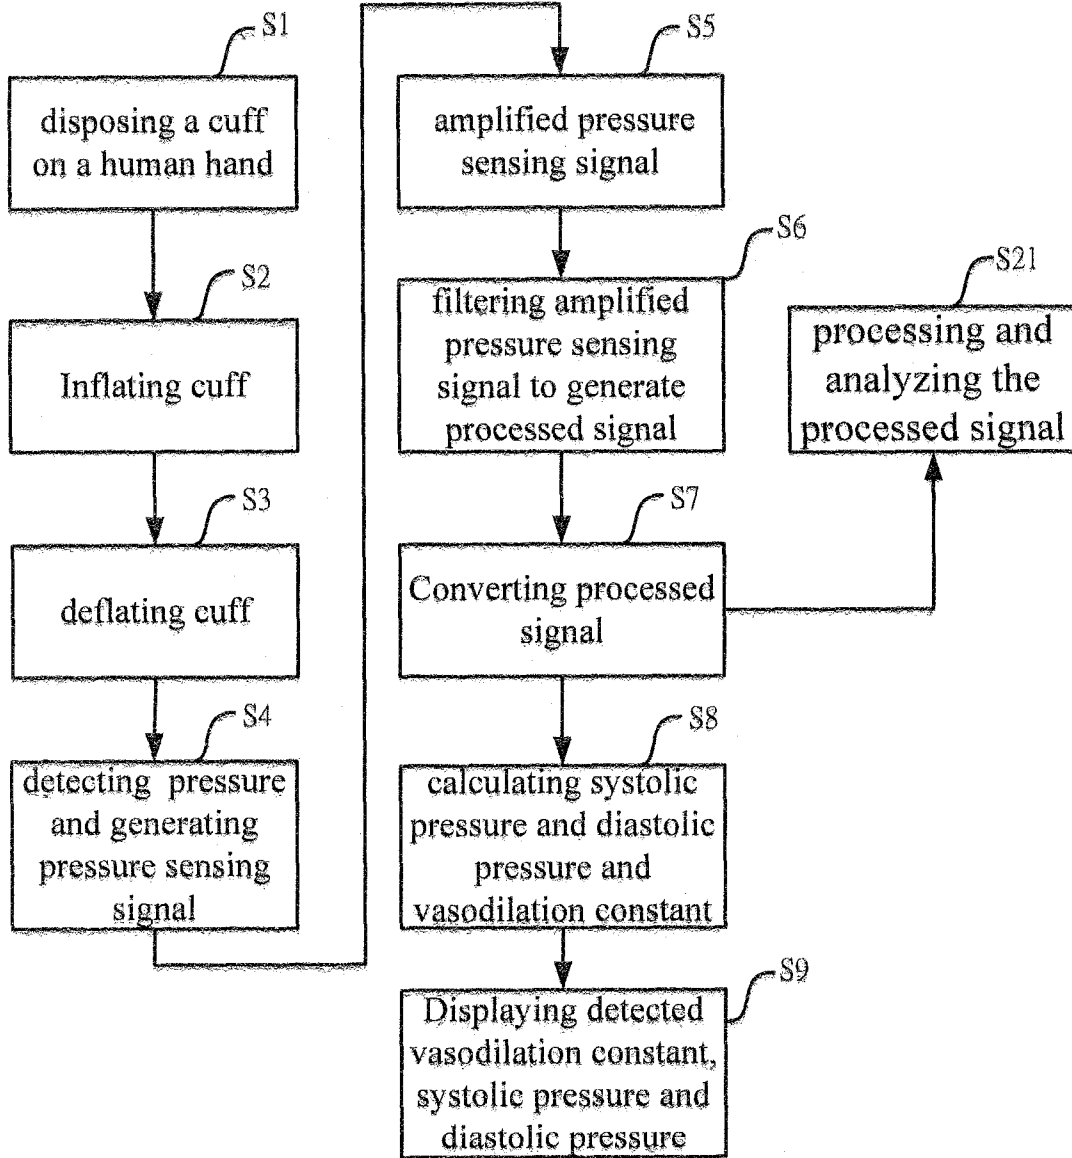 S1
disposing a cuff
on a human hand
S2
Inflating cuff
S3
deflating cuff
S4
detecting pressure
and generating
pressure sensing
signal
S5
amplified pressure
sensing signal
S6
filtering amplified
pressure sensing
signal to generate
processed signal
S21
processing and
analyzing the
processed signal
S7
Converting processed
signal
S8
calculating systolic
pressure and diastolic
pressure and
vasodilation constant
S9
Displaying detected
vasodilation constant,
systolic pressure and
diastolic pressure